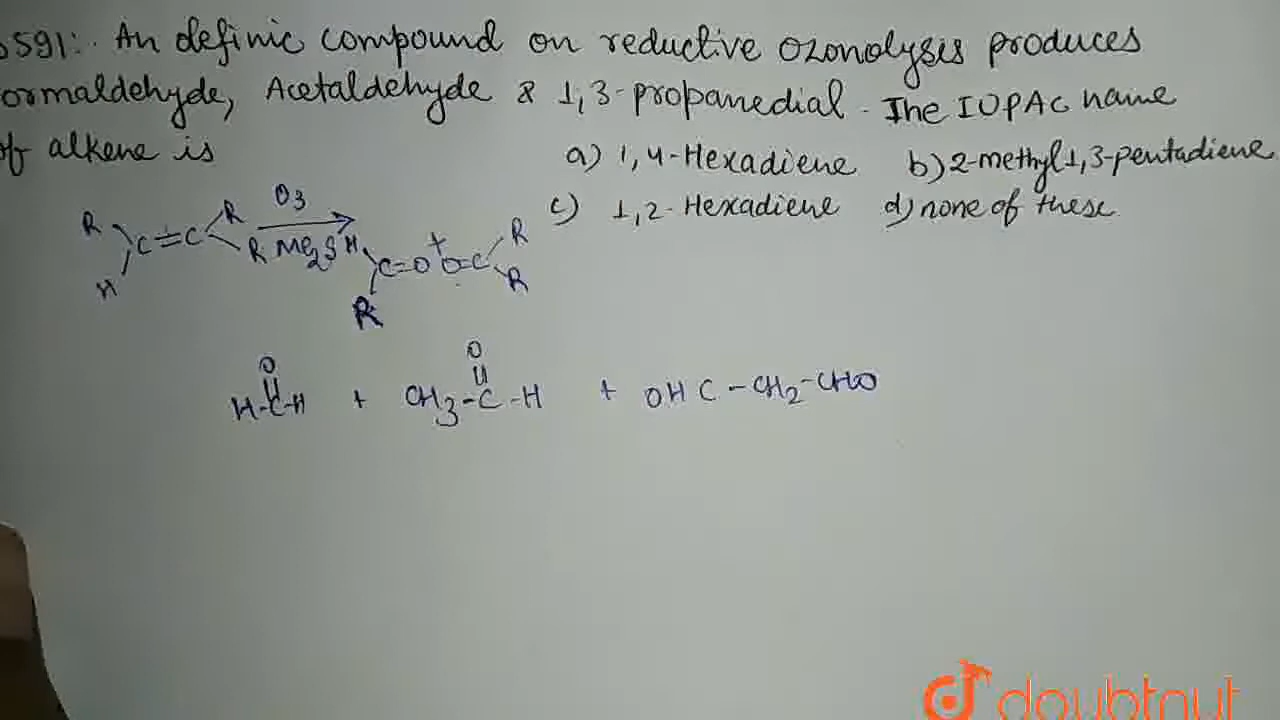 591:. An definic compound on reductive ozonolysis produces
ormaldehyde, Acetaldehyde & 1,3-propanedial. The IUPAC name
of alkene is
a) 1,4-Hexadiene b) 2-methyl 1,3-pentadiene
c) 1,2-Hexadiene d) none of these
R H C=C R R O3 Me2S H R C=O + O=C R R
H-C-H O + CH3-C-H O + OHC-CH2-CHO
doubtnut